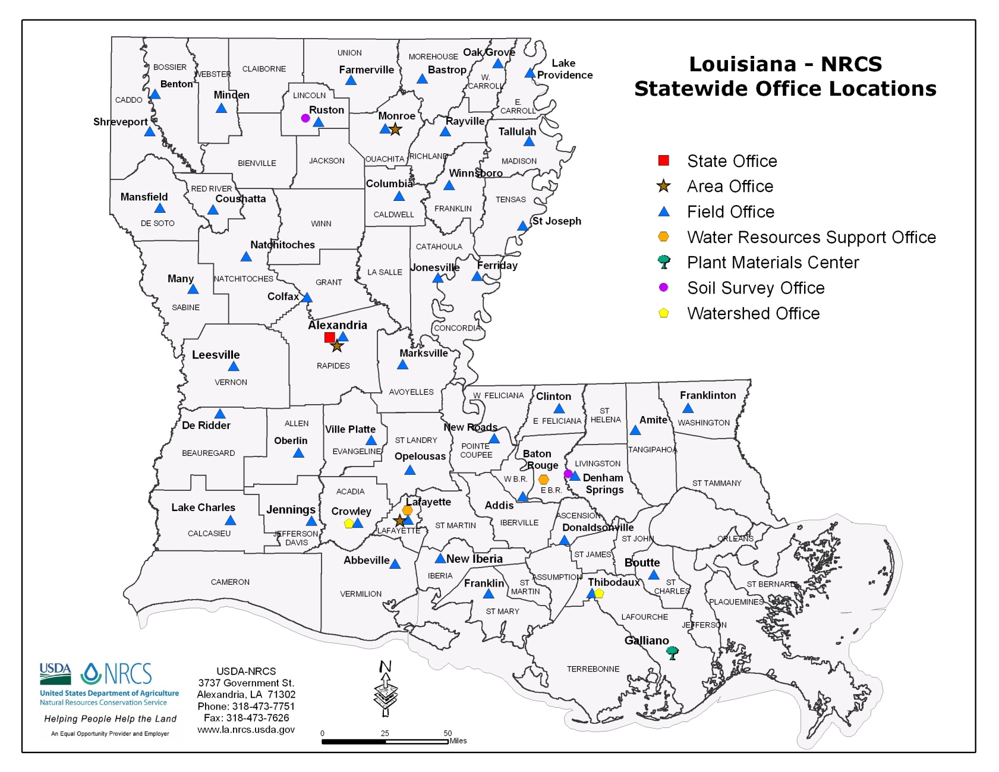 Louisiana - NRCS
Statewide Office Locations
State Office
Area Office
Field Office
Water Resources Support Office
Plant Materials Center
Soil Survey Office
Watershed Office
UNION
Oak Grove
MOREHOUSE
BOSSIER
CLAIBORNE
Farmerville
Bastrop
Lake
Providence
WEBSTER
W.
CARROLL
Benton
Minden
LINCOLN
CADDO
E.
CARROLL
Ruston
Monroe
Rayville
Shreveport
Tallulah
BIENVILLE
JACKSON
OUACHITA
RICHLAND
MADISON
Winnsboro
Columbia
RED RIVER
Coushatta
Mansfield
TENSAS
FRANKLIN
CALDWELL
DE SOTO
WINN
St Joseph
Natchitoches
CATAHOULA
Jonesville
Ferriday
LA SALLE
Many
NATCHITOCHES
GRANT
Colfax
SABINE
Alexandria
CONCORDIA
Leesville
Marksville
RAPIDES
VERNON
AVOYELLES
W FELICIANA
Clinton
Franklinton
ST
HELENA
E FELICIANA
Amite
WASHINGTON
De Ridder
ALLEN
Ville Platte
New Roads
Oberlin
ST LANDRY
POINTE
COUPEE
TANGIPAHOA
BEAUREGARD
EVANGELINE
Opelousas
Baton
Rouge
LIVINGSTON
W B.R.
Denham
Springs
E B.R.
ST TAMMANY
ACADIA
Lafayette
Addis
Lake Charles
Jennings
Crowley
ASCENSION
CALCASIEU
JEFFERSON
DAVIS
LAFAYETTE
ST MARTIN
IBERVILLE
Donaldsonville
ST JOHN
ORLEANS
Abbeville
New Iberia
ST JAMES
Boutte
CAMERON
IBERIA
Franklin
ST
MARTIN
ASSUMPTION
Thibodaux
ST
CHARLES
ST BERNARD
VERMILION
ST MARY
PLAQUEMINES
LAFOURCHE
JEFFERSON
Galliano
TERREBONNE
USDA
NRCS
United States Department of Agriculture
Natural Resources Conservation Service
Helping People Help the Land
An Equal Opportunity Provider and Employer
USDA-NRCS
3737 Government St.
Alexandria, LA 71302
Phone: 318-473-7751
Fax: 318-473-7626
www.la.nrcs.usda.gov
N
0 25 50
Miles